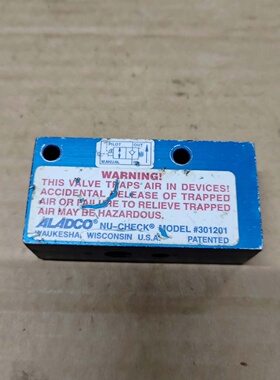 PILOT OUT
MANUAL IN
WARNING!
THIS VALVE TRAPS AIR IN DEVICES!
ACCIDENTAL RELEASE OF TRAPPED
AIR OR FAILURE TO RELIEVE TRAPPED
AIR MAY BE HAZARDOUS.
ALADCO® NU-CHECK® MODEL #301201
WAUKESHA, WISCONSIN U.S.A. PATENTED